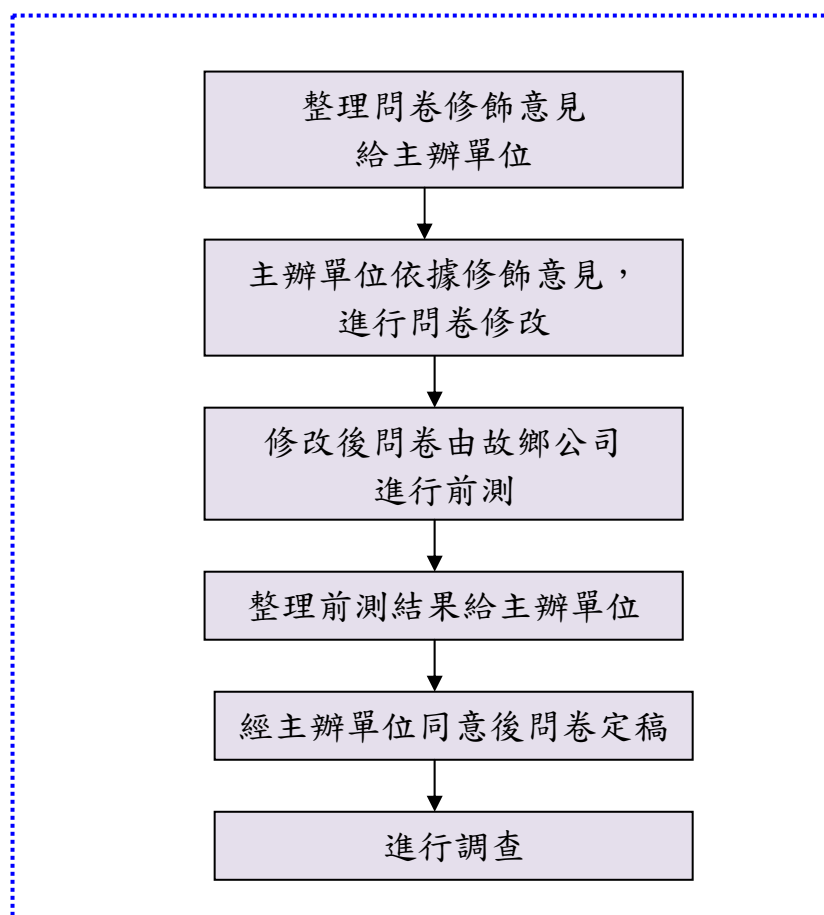 整理問卷修飾意見
給主辦單位
主辦單位依據修飾意見，
進行問卷修改
修改後問卷由故鄉公司
進行前測
整理前測結果給主辦單位
經主辦單位同意後問卷定稿
進行調查